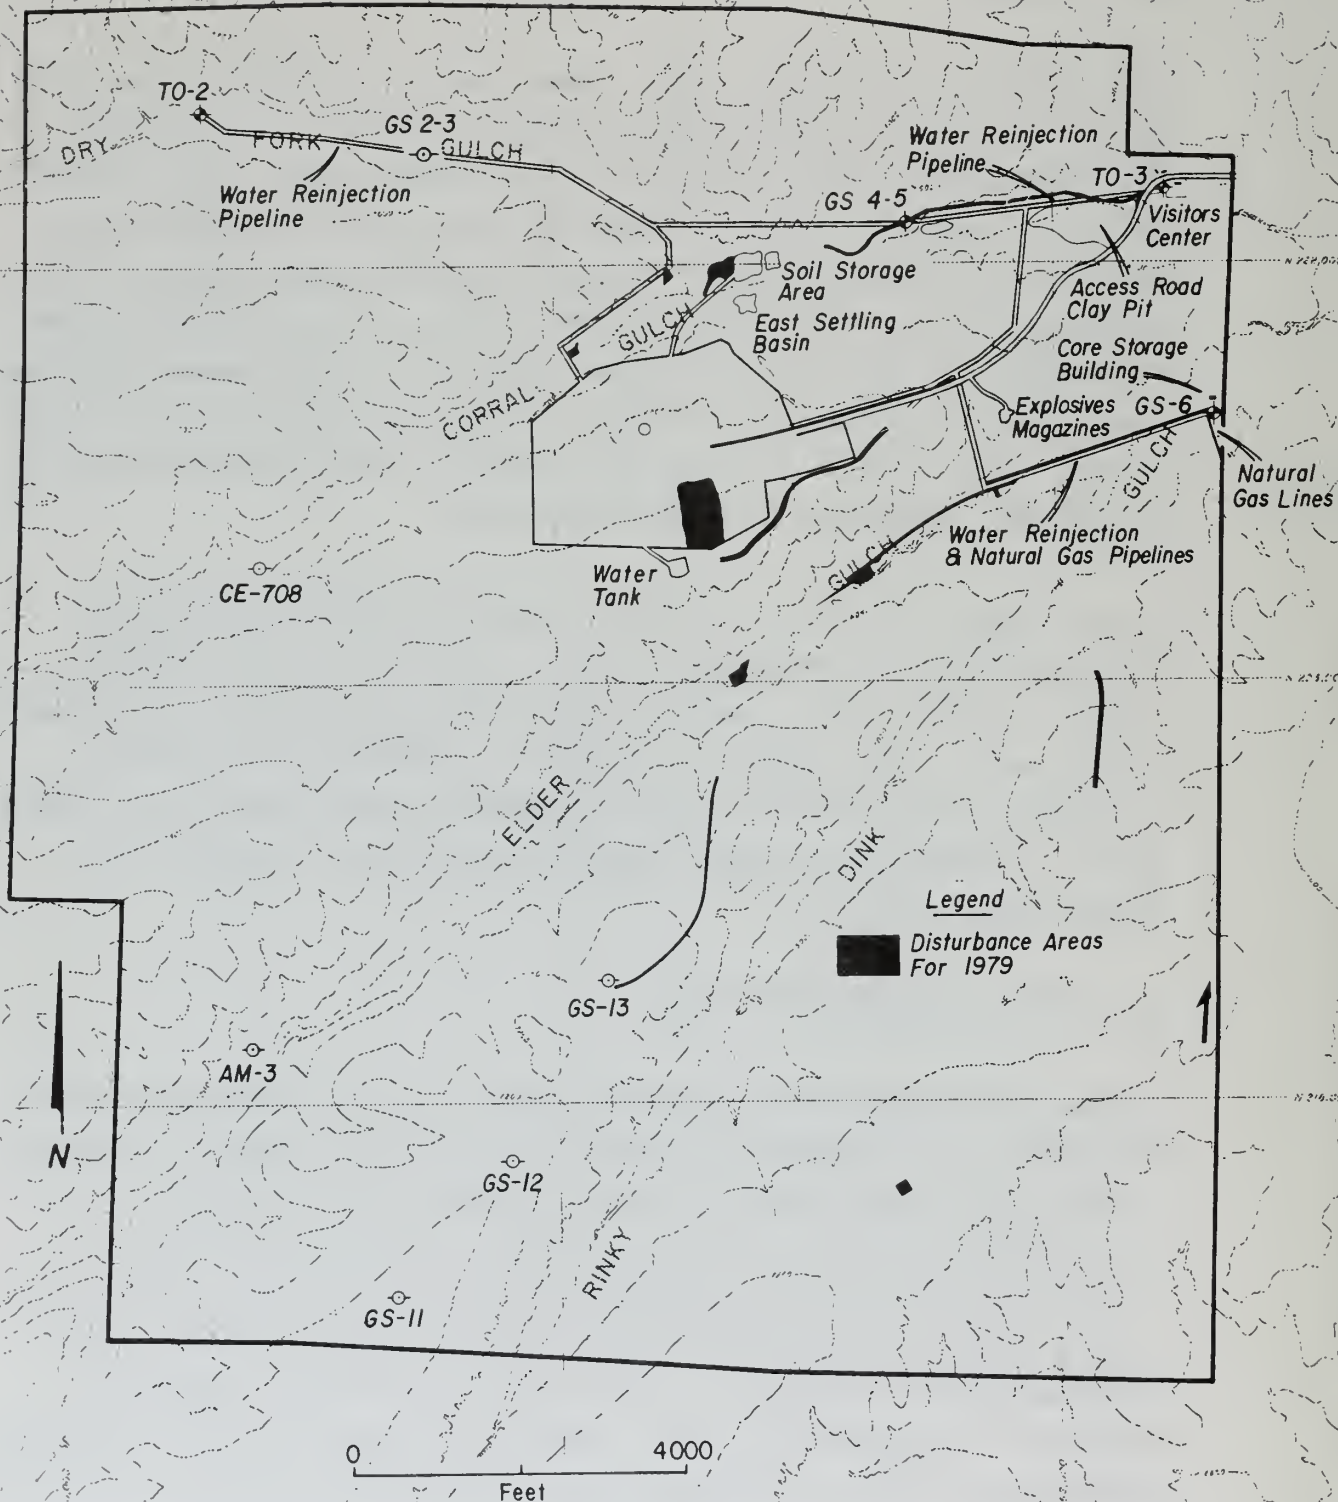 TO-2
GS 2-3
DRY
FORK
GULCH
Water Reinjection
Pipeline
Water Reinjection
Pipeline
TO-3
GS 4-5
Visitors
Center
Soil Storage
Area
Access Road
Clay Pit
GULCH
East Settling
Basin
Core Storage
Building
CORRAL
Explosives
Magazines
GS-6
GULCH
Natural
Gas Lines
Water Reinjection
& Natural Gas Pipelines
GULCH
Water
Tank
CE-708
ELDER
DINK
Legend
Disturbance Areas
For 1979
GS-13
AM-3
N
GS-12
RINKY
GS-11
0
4000
Feet